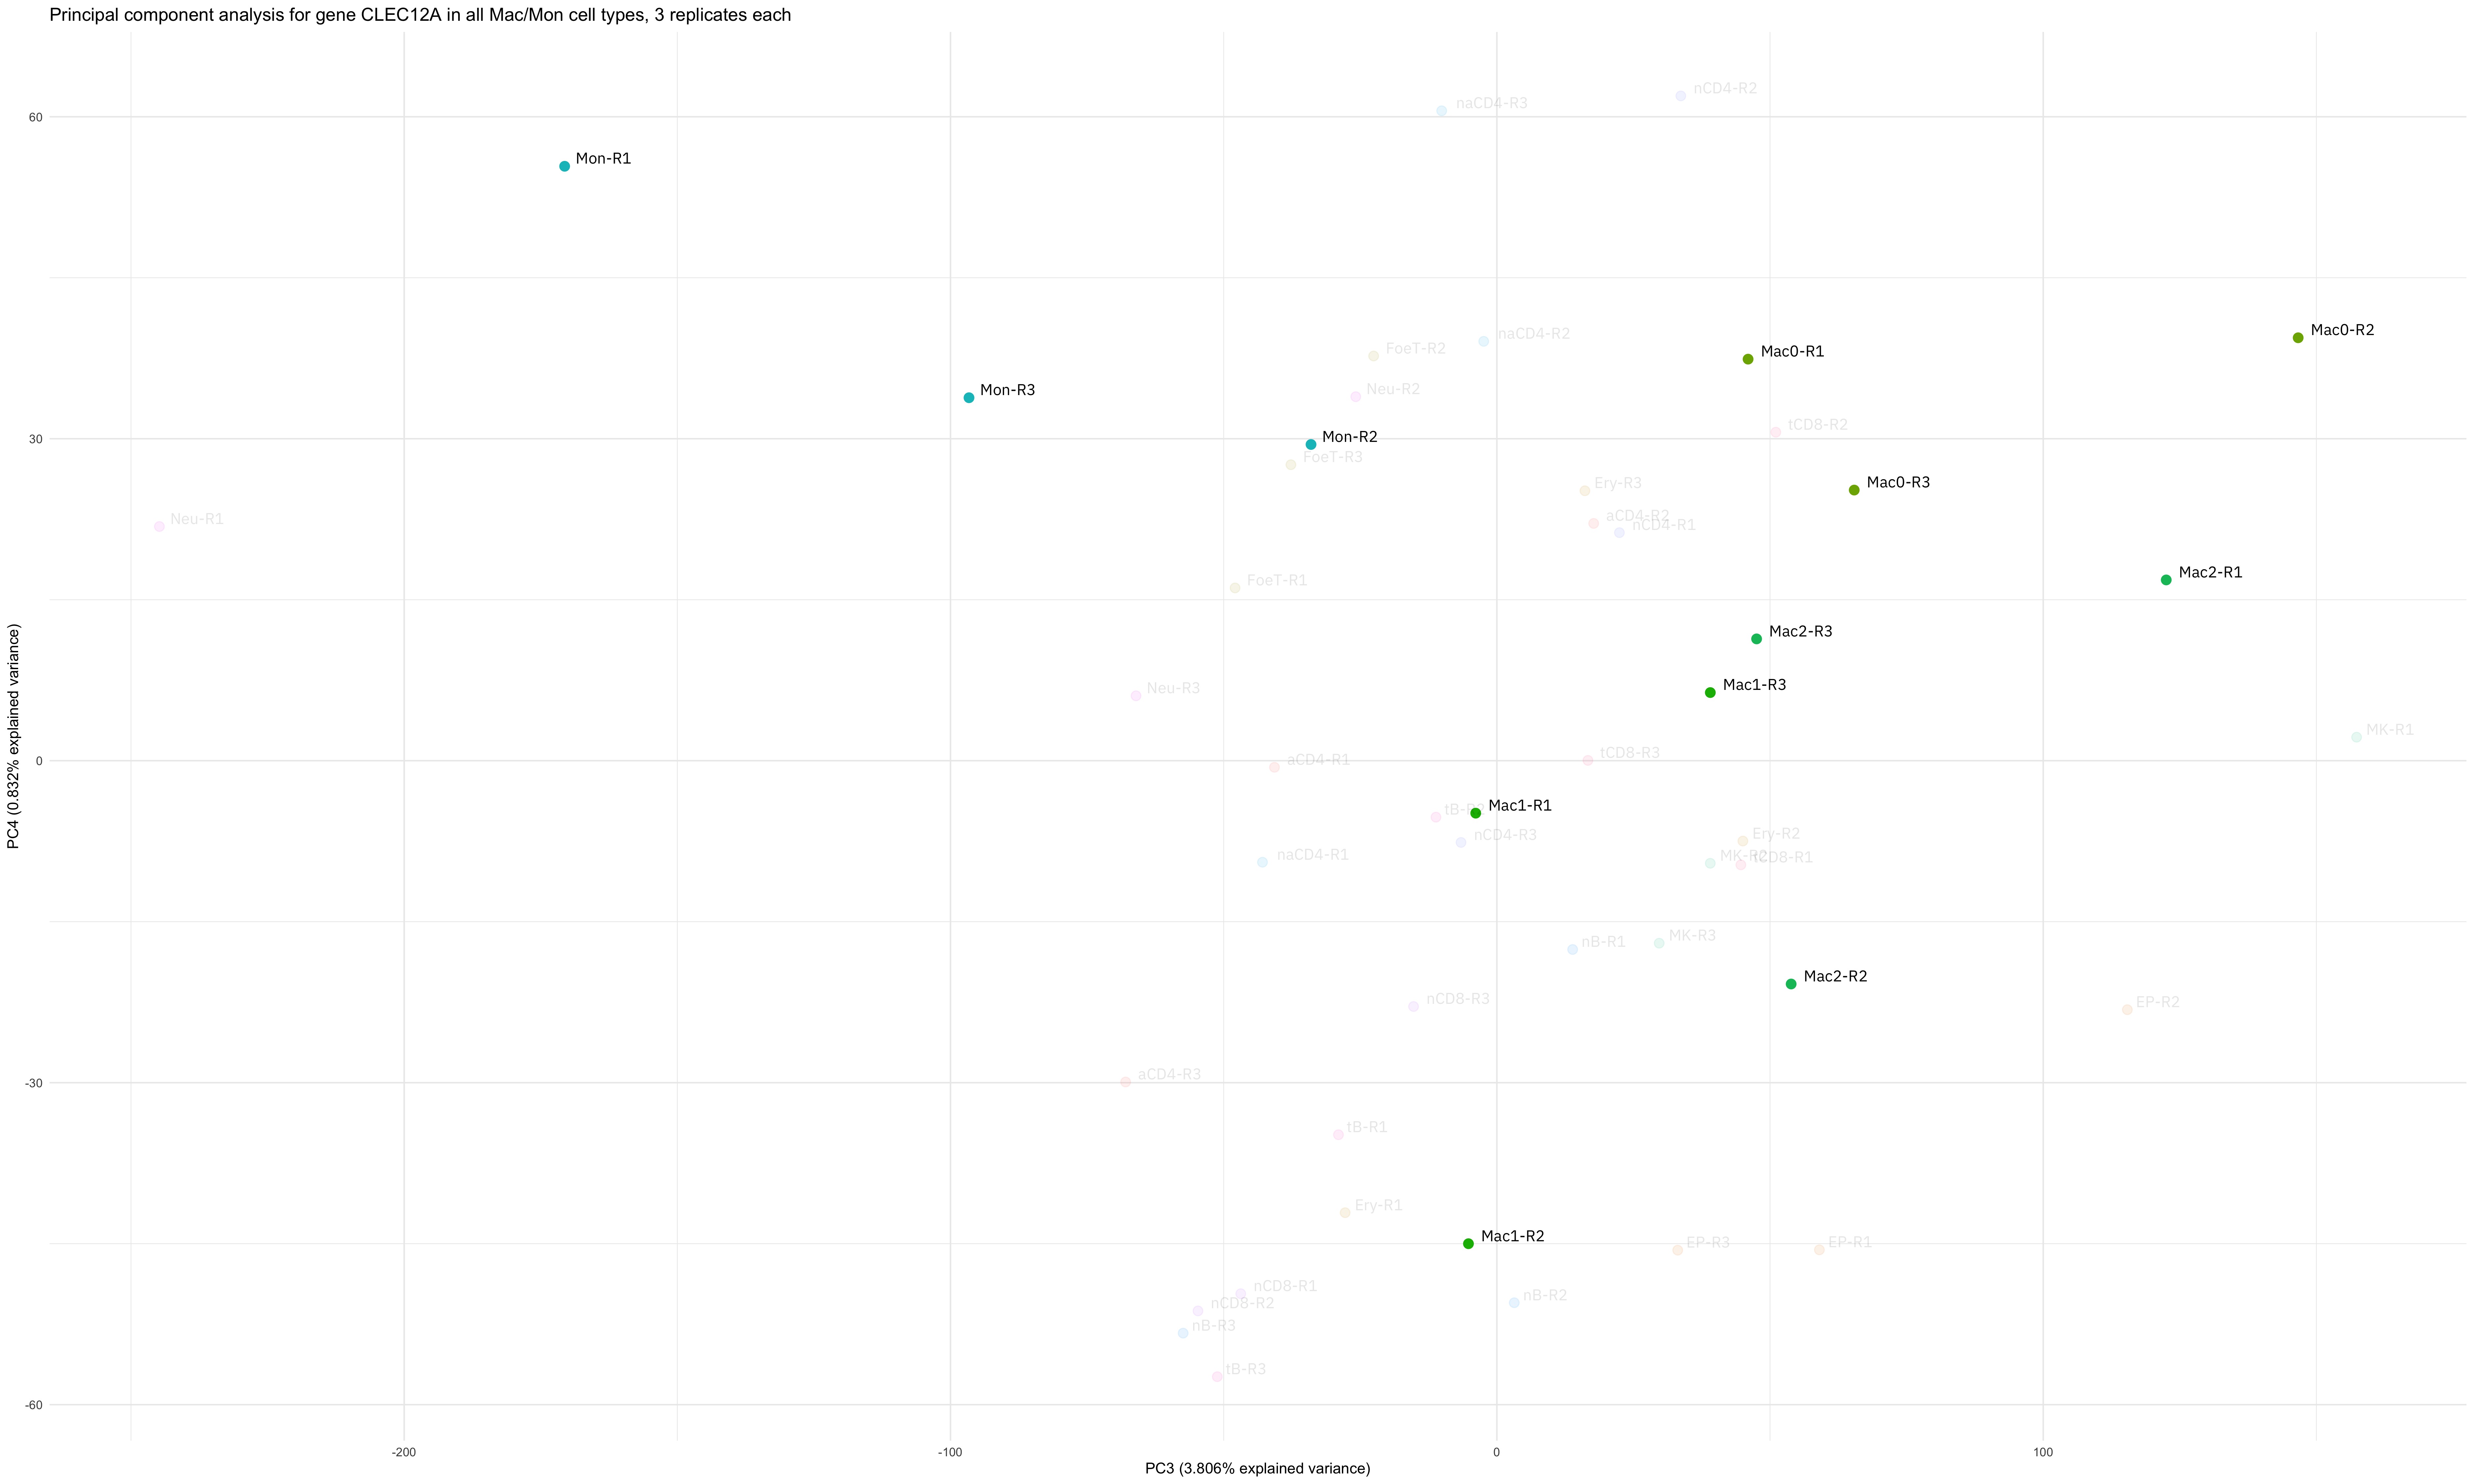 Principal component analysis for gene CLEC12A in all Mac/Mon cell types, 3 replicates each
nCD4-R2
naCD4-R3
60
Mon-R1
Mac0-R2
naCD4-R2
FoeT-R2
Mac0-R1
Neu-R2
Mon-R3
tCD8-R2
30
Mon-R2
FoeT-R3
Ery-R3
Mac0-R3
aCD4-R2
Neu-R1
nCD4-R1
Mac2-R1
FoeT-R1
Mac2-R3
Mac1-R3
Neu-R3
MK-R1
tCD8-R3
0
aCD4-R1
Mac1-R1
nCD4-R3
Ery-R2
naCD4-R1
MK-R2
tCD8-R1
nB-R1
MK-R3
Mac2-R2
nCD8-R3
EP-R2
aCD4-R3
-30
tB-R1
Ery-R1
Mac1-R2
EP-R3
EP-R1
nCD8-R1
nB-R2
nCD8-R2
nB-R3
tB-R3
-60
-200
-100
0
100
PC3 (3.806% explained variance)
PC4 (0.832% explained variance)